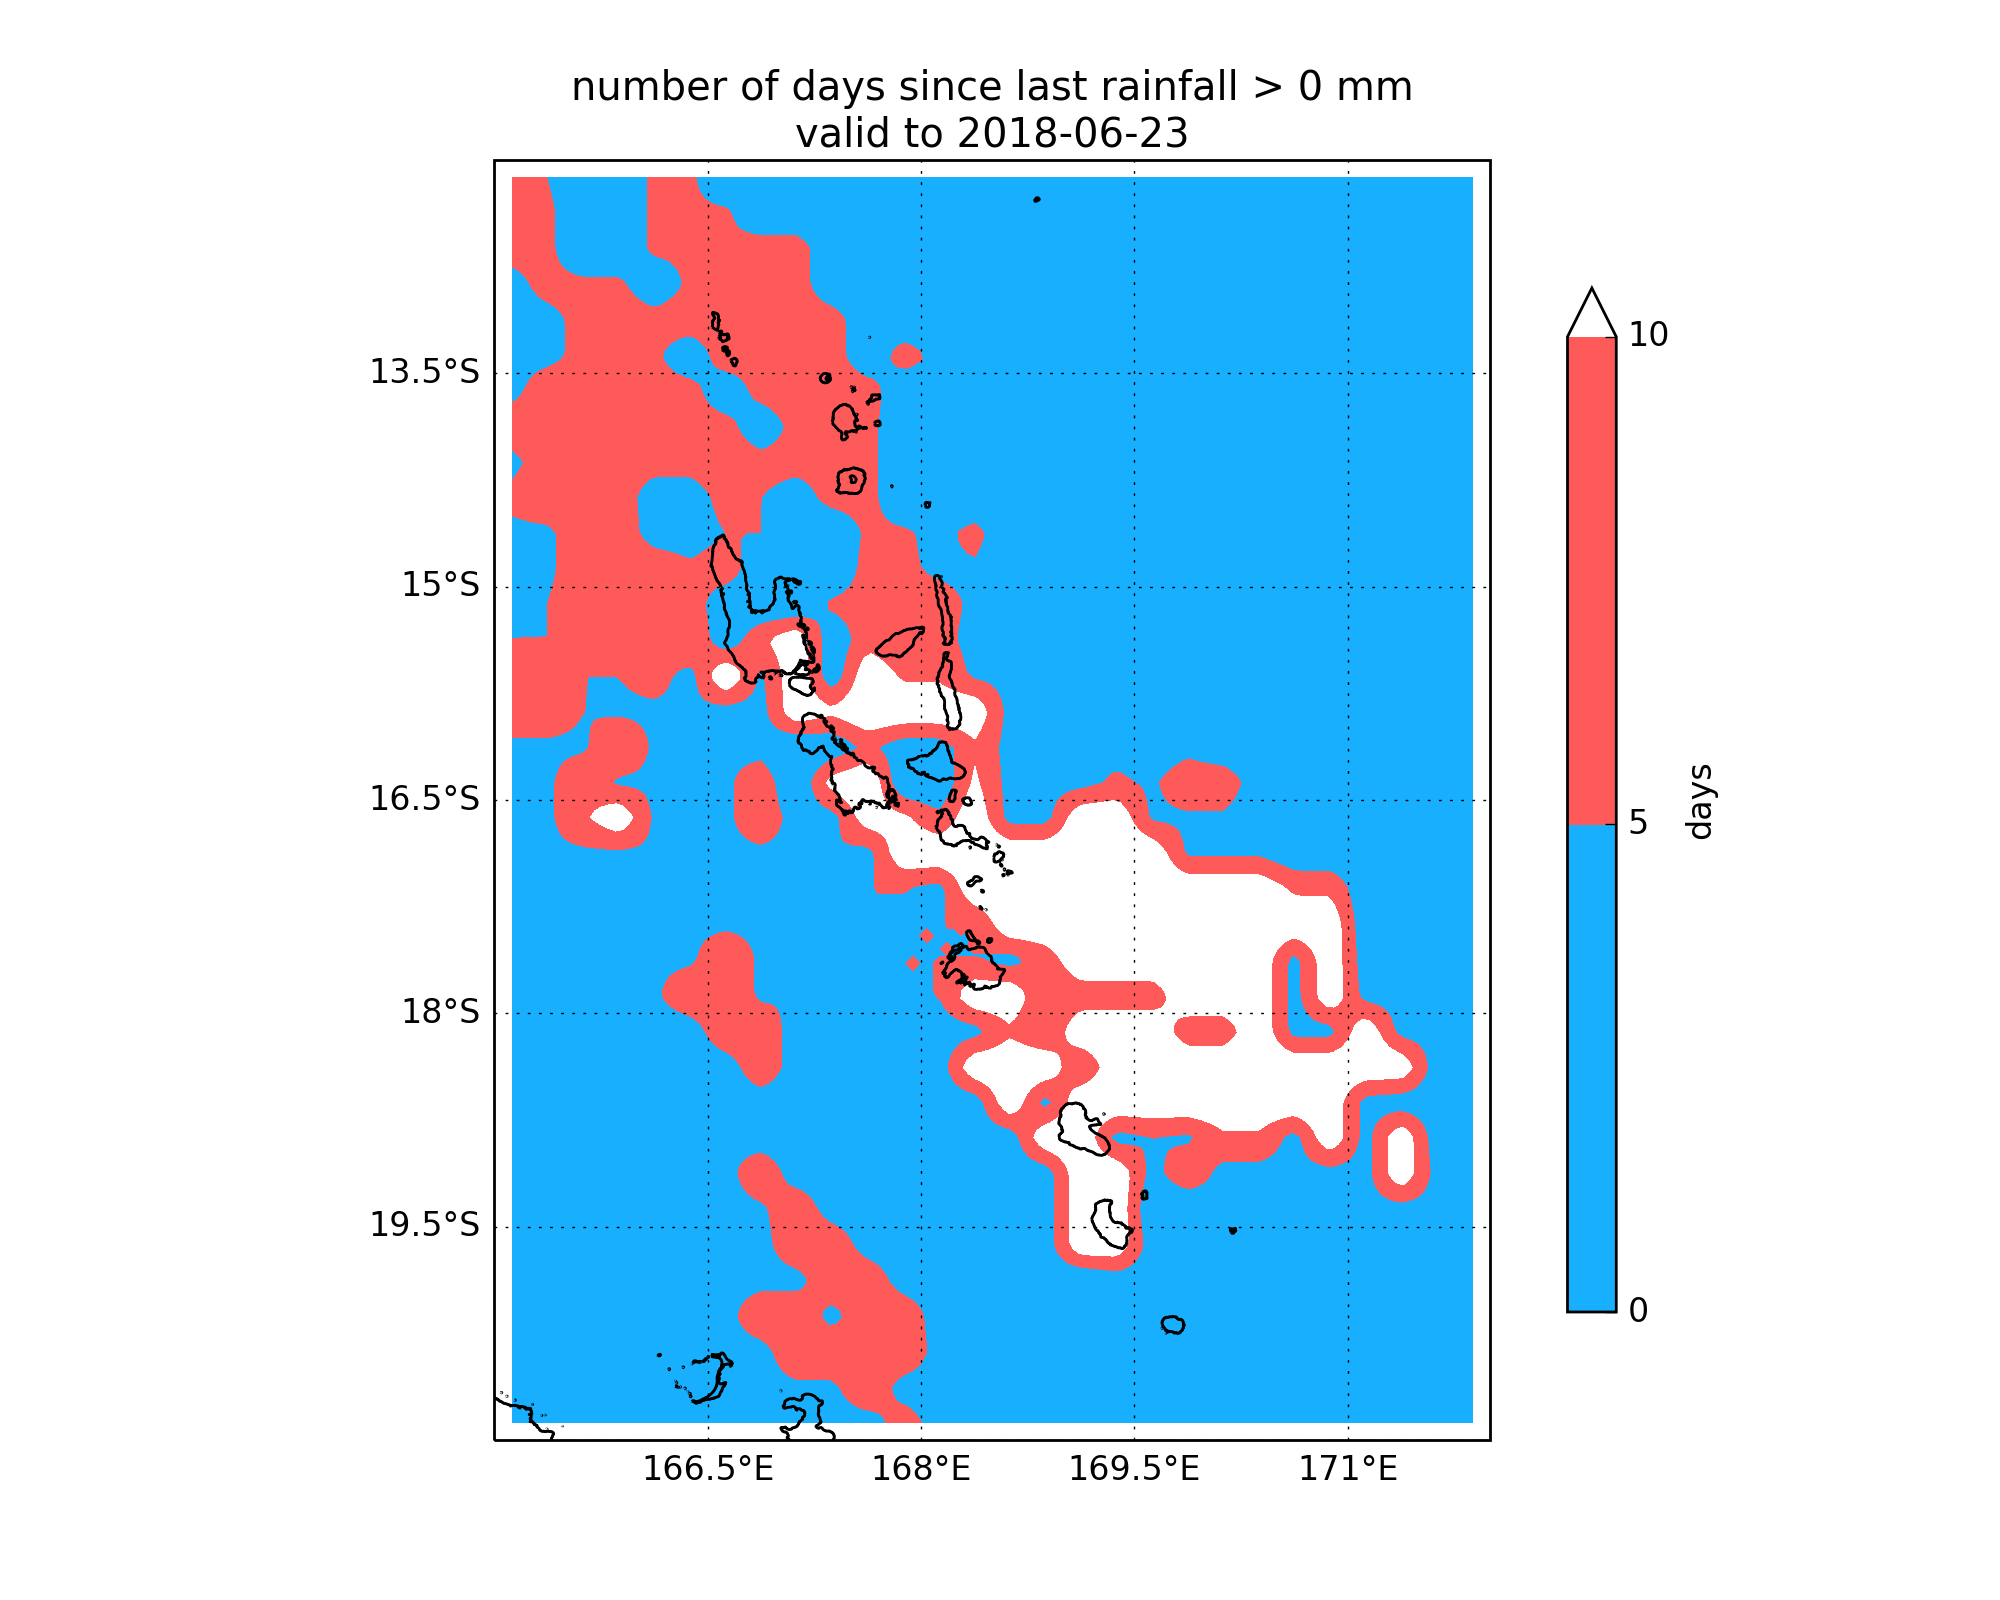 number of days since last rainfall > 0 mm
valid to 2018-06-23
13.5°S
15°S
16.5°S
18°S
19.5°S
166.5°E
168°E
169.5°E
171°E
10
5
0
days